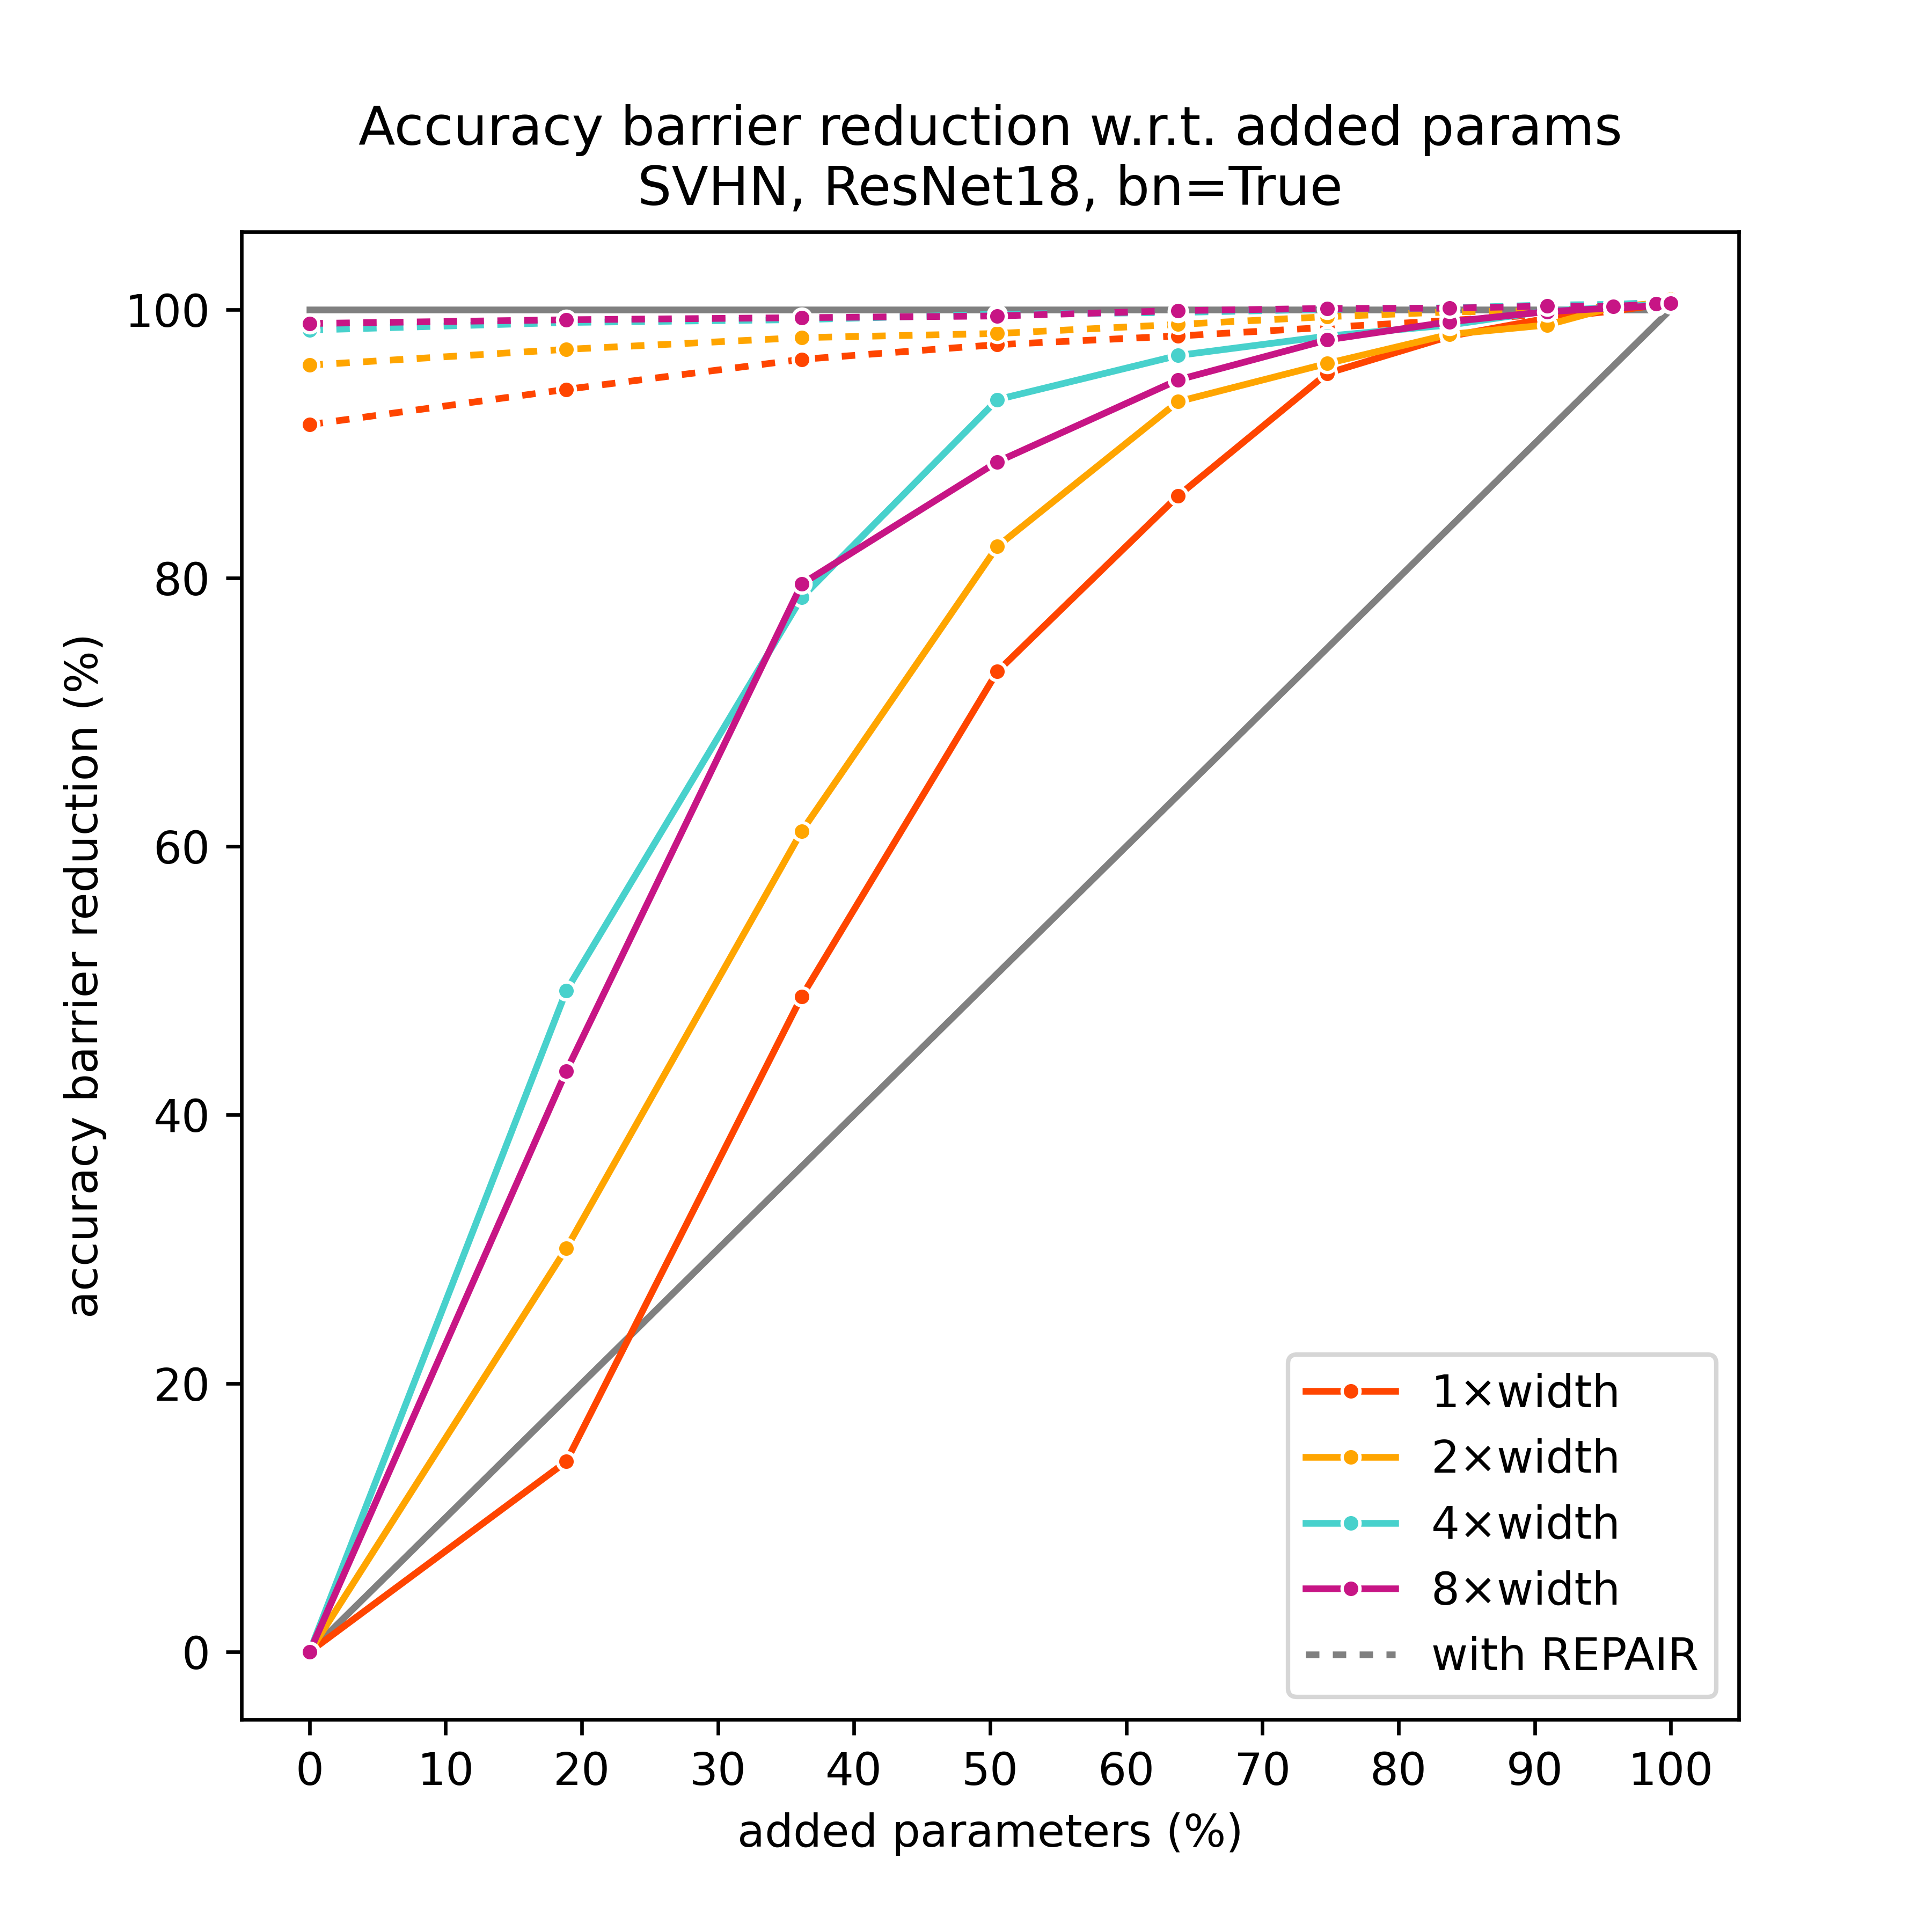 Accuracy barrier reduction w.r.t. added params
SVHN, ResNet18, bn=True
accuracy barrier reduction (%)
100
80
60
40
20
0
0 10 20 30 40 50 60 70 80 90 100
added parameters (%)
1×width
2×width
4×width
8×width
with REPAIR